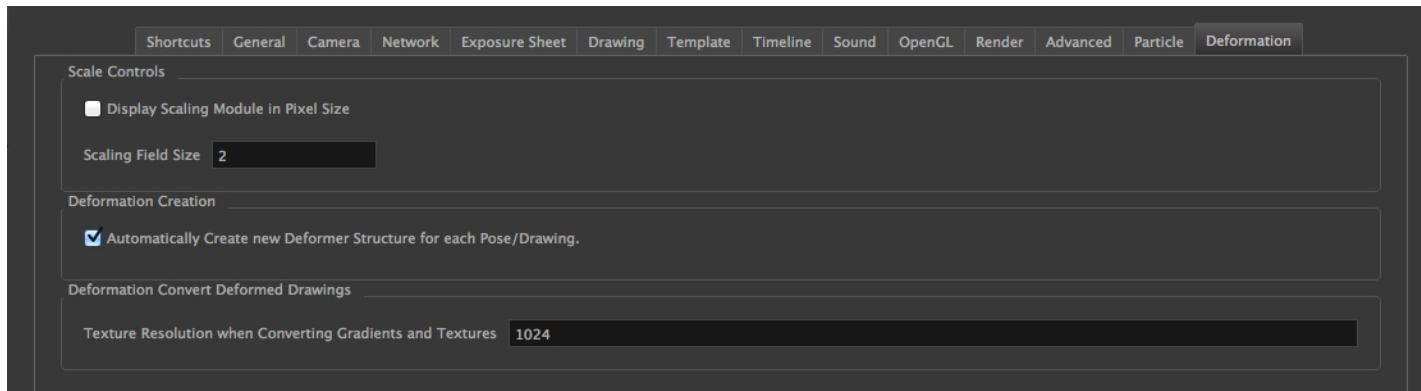 Shortcuts General Camera Network Exposure Sheet Drawing Template Timeline Sound OpenGL Render Advanced Particle Deformation
Scale Controls
Display Scaling Module in Pixel Size
Scaling Field Size 2
Deformation Creation
Automatically Create new Deformer Structure for each Pose/Drawing.
Deformation Convert Deformed Drawings
Texture Resolution when Converting Gradients and Textures 1024